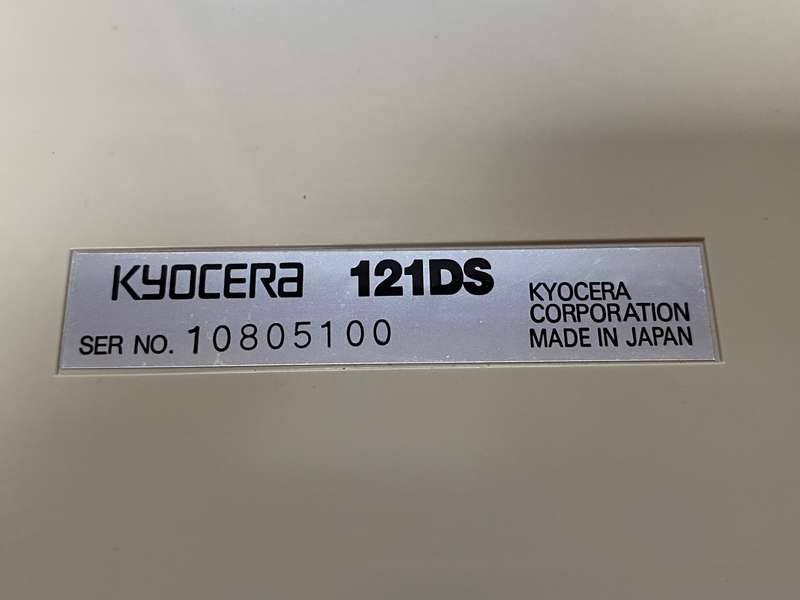 KYOCERA 121DS
SER NO. 10805100
KYOCERA
CORPORATION
MADE IN JAPAN